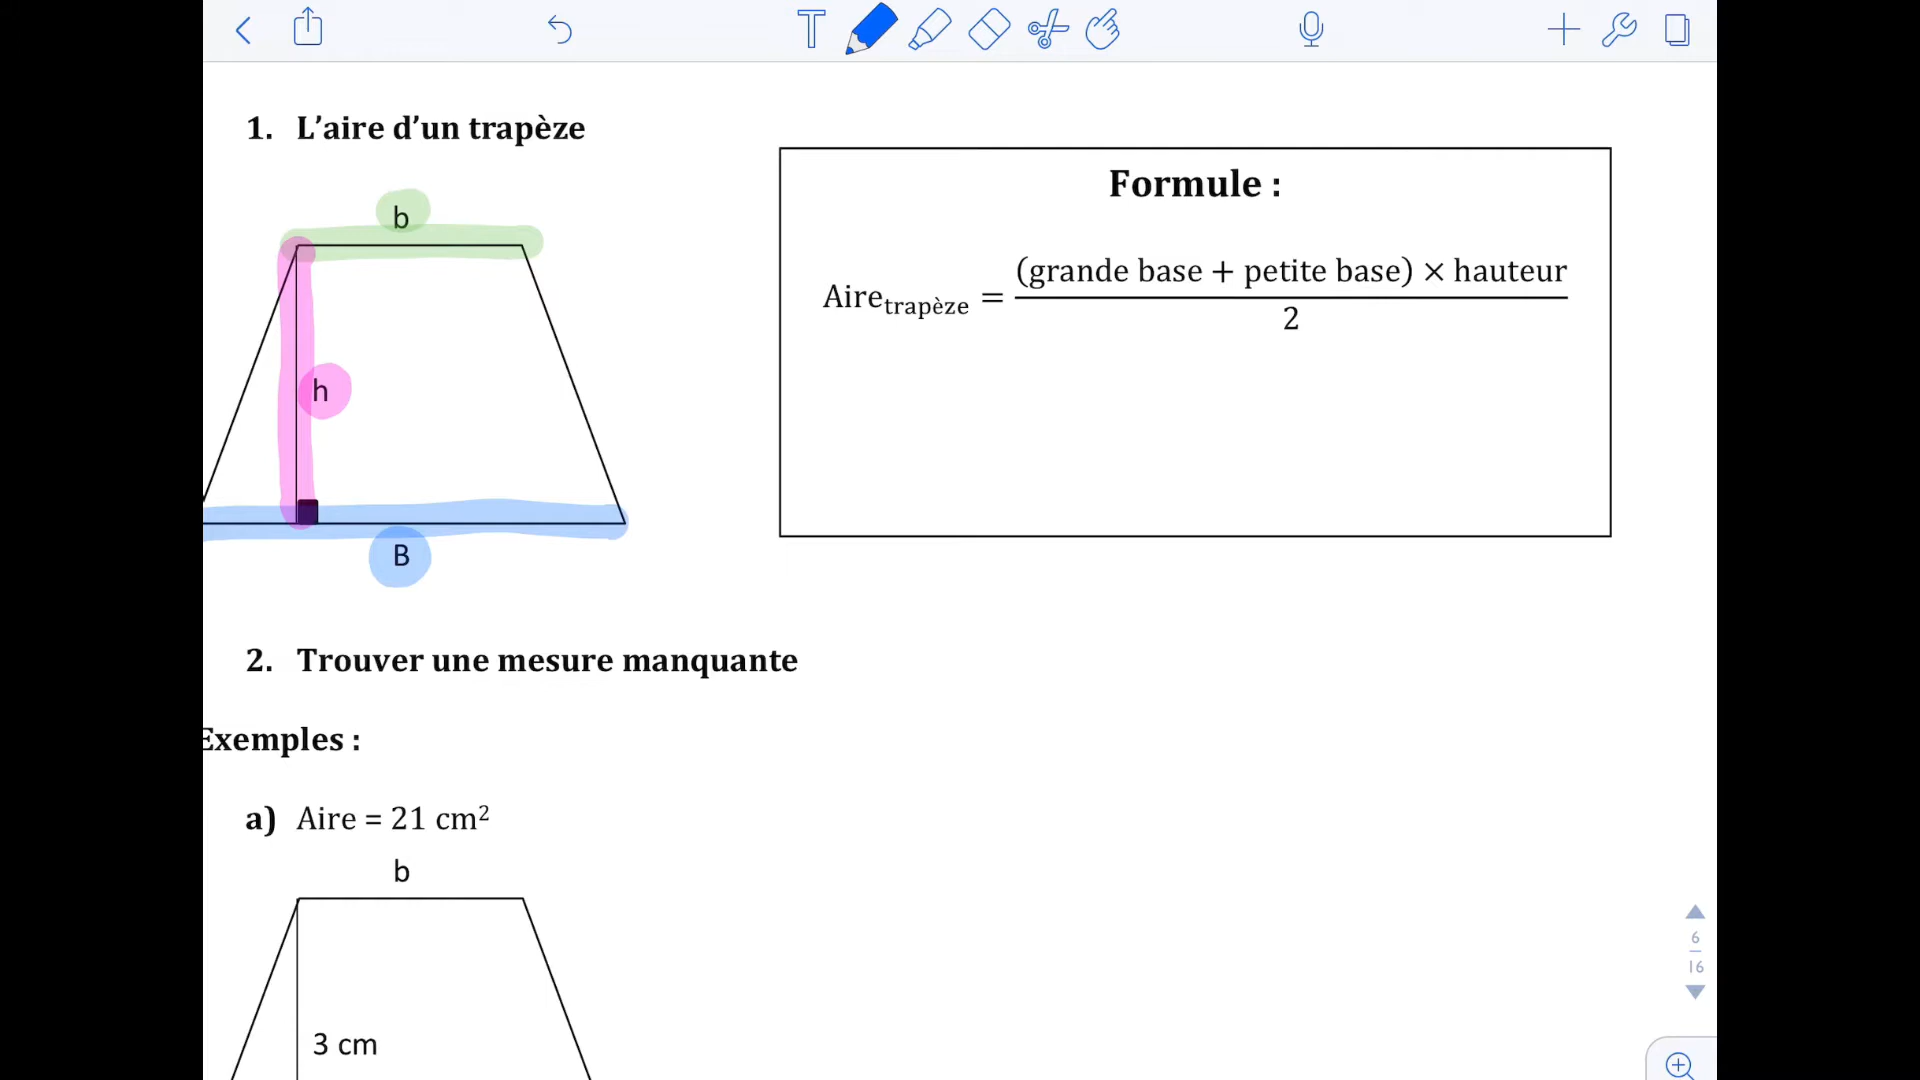 1. L’aire d’un trapèze
b
h
B
Formule :
Aire_trapèze = (grande base + petite base) × hauteur
2
2. Trouver une mesure manquante
Exemples :
a) Aire = 21 cm²
b
3 cm
6
16